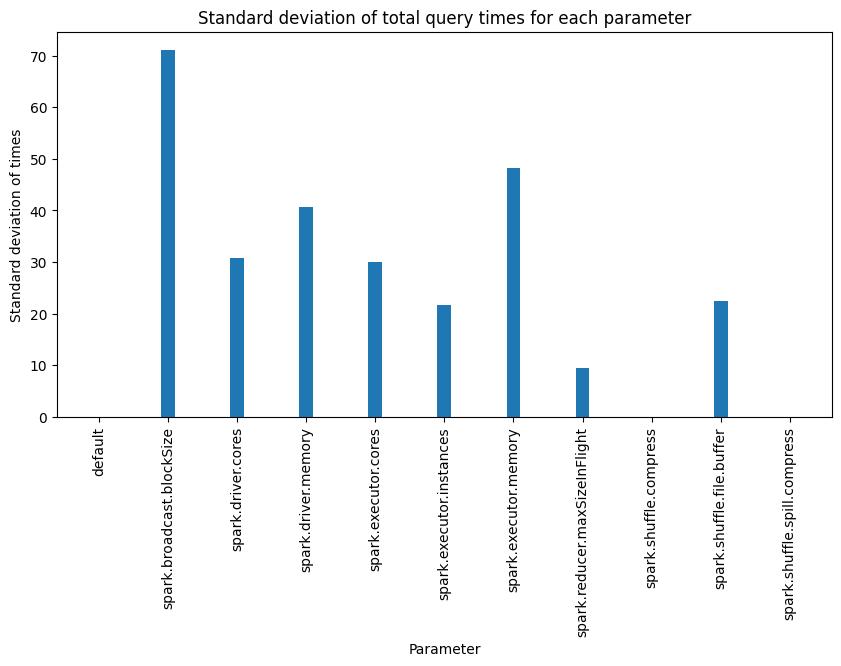 Standard deviation of total query times for each parameter
Standard deviation of times
70
60
50
40
30
20
10
0
default
spark.broadcast.blockSize
spark.driver.cores
spark.driver.memory
spark.executor.cores
spark.executor.instances
spark.executor.memory
spark.reducer.maxSizeInFlight
spark.shuffle.compress
spark.shuffle.file.buffer
spark.shuffle.spill.compress
Parameter